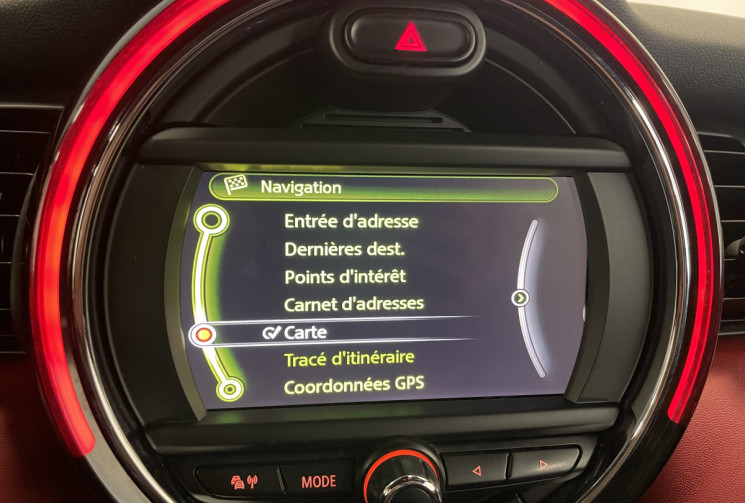 Navigation
Entrée d'adresse
Dernières dest.
Points d'intérêt
Carnet d'adresses
Carte
Tracé d'itinéraire
Coordonnées GPS
MODE